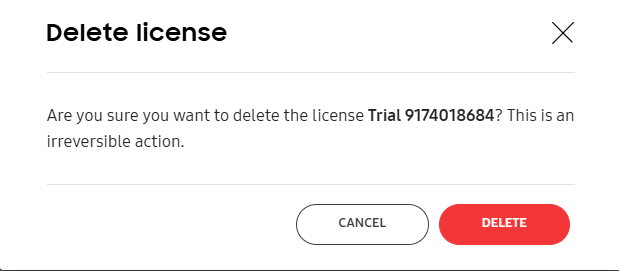 Delete license
Are you sure you want to delete the license Trial 9174018684? This is an
irreversible action.
CANCEL
DELETE